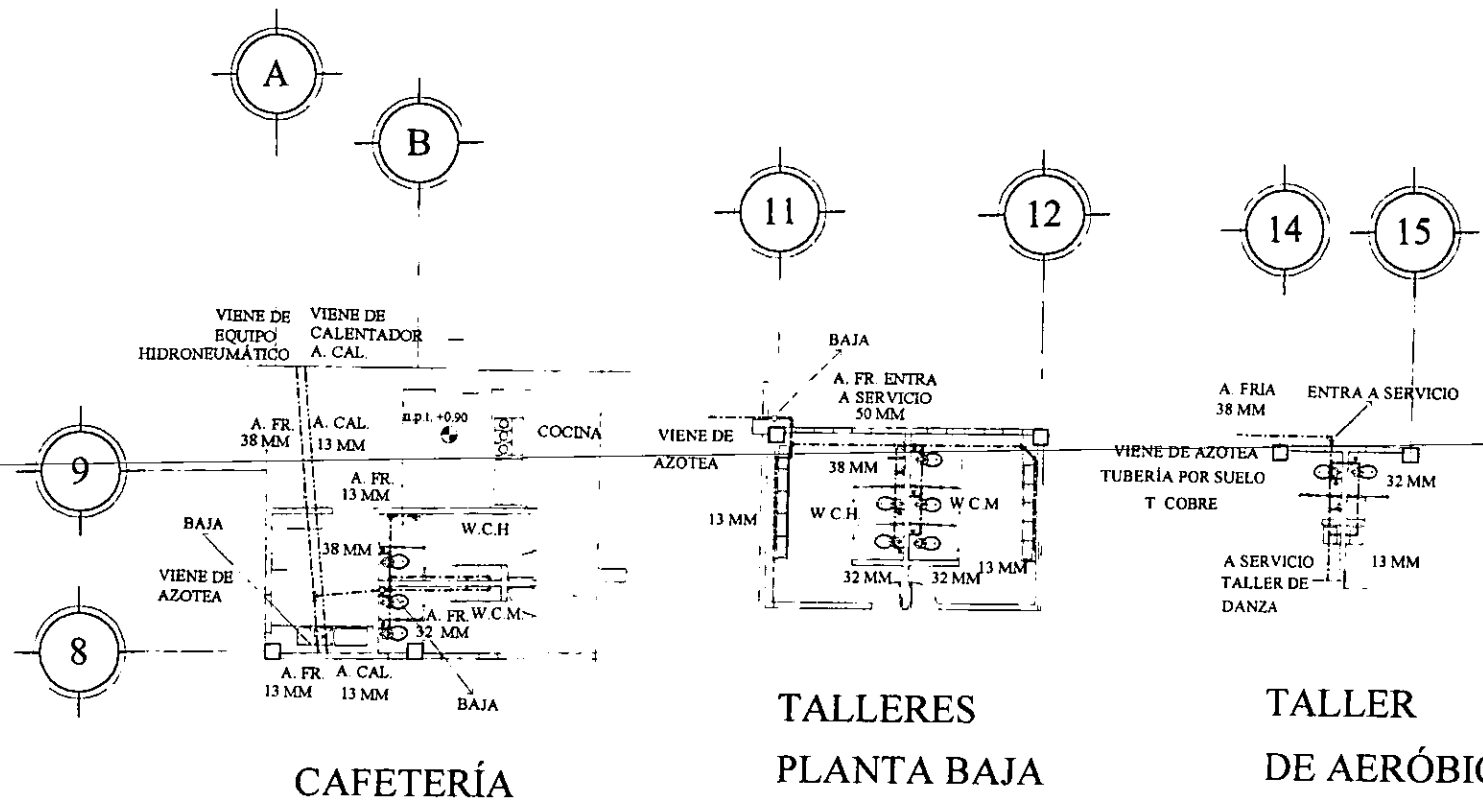 A
B
11
12
14
15
9
8
VIENE DE
EQUIPO
HIDRONEUMÁTICO
VIENE DE
CALENTADOR
A. CAL.
A. FR.
38 MM
A. CAL.
13 MM
n.p.t. +0.90
COCINA
A. FR.
13 MM
W.C.H
BAJA
38 MM
VIENE DE
AZOTEA
A. FR.
32 MM
W.C.M.
A. FR.
13 MM
A. CAL.
13 MM
BAJA
CAFETERÍA
BAJA
A. FR. ENTRA
A SERVICIO
50 MM
VIENE DE
AZOTEA
38 MM
13 MM
W C.H.
W C.M
32 MM
32 MM
13 MM
TALLERES
PLANTA BAJA
A. FRIA
38 MM
ENTRA A SERVICIO
VIENE DE AZOTEA
TUBERÍA POR SUELO
T COBRE
32 MM
A SERVICIO
TALLER DE
DANZA
13 MM
TALLER
DE AERÓBIC